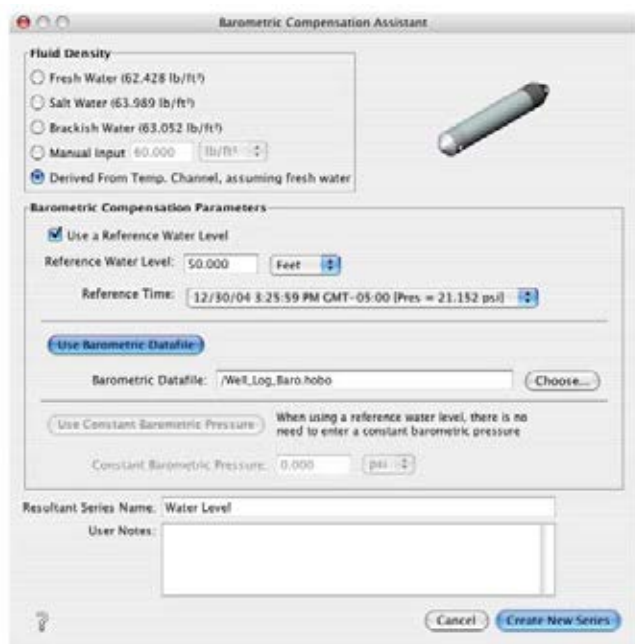 Barometric Compensation Assistant
Fluid Density
Fresh Water (62.428 lb/ft³)
Salt Water (63.989 lb/ft³)
Brackish Water (63.052 lb/ft³)
Manual Input 60.000 lb/ft³
Derived From Temp. Channel, assuming fresh water
Barometric Compensation Parameters
Use a Reference Water Level
Reference Water Level: 50.000 Feet
Reference Time: 12/30/04 3:25:59 PM GMT-05:00 [Pres = 21.152 psi]
Use Barometric Datafile
Barometric Datafile: /Well_Log_Baro.hobo Choose...
Use Constant Barometric Pressure
When using a reference water level, there is no
need to enter a constant barometric pressure
Constant Barometric Pressure: 0.000 psi
Resultant Series Name: Water Level
User Notes:
? Cancel Create New Series